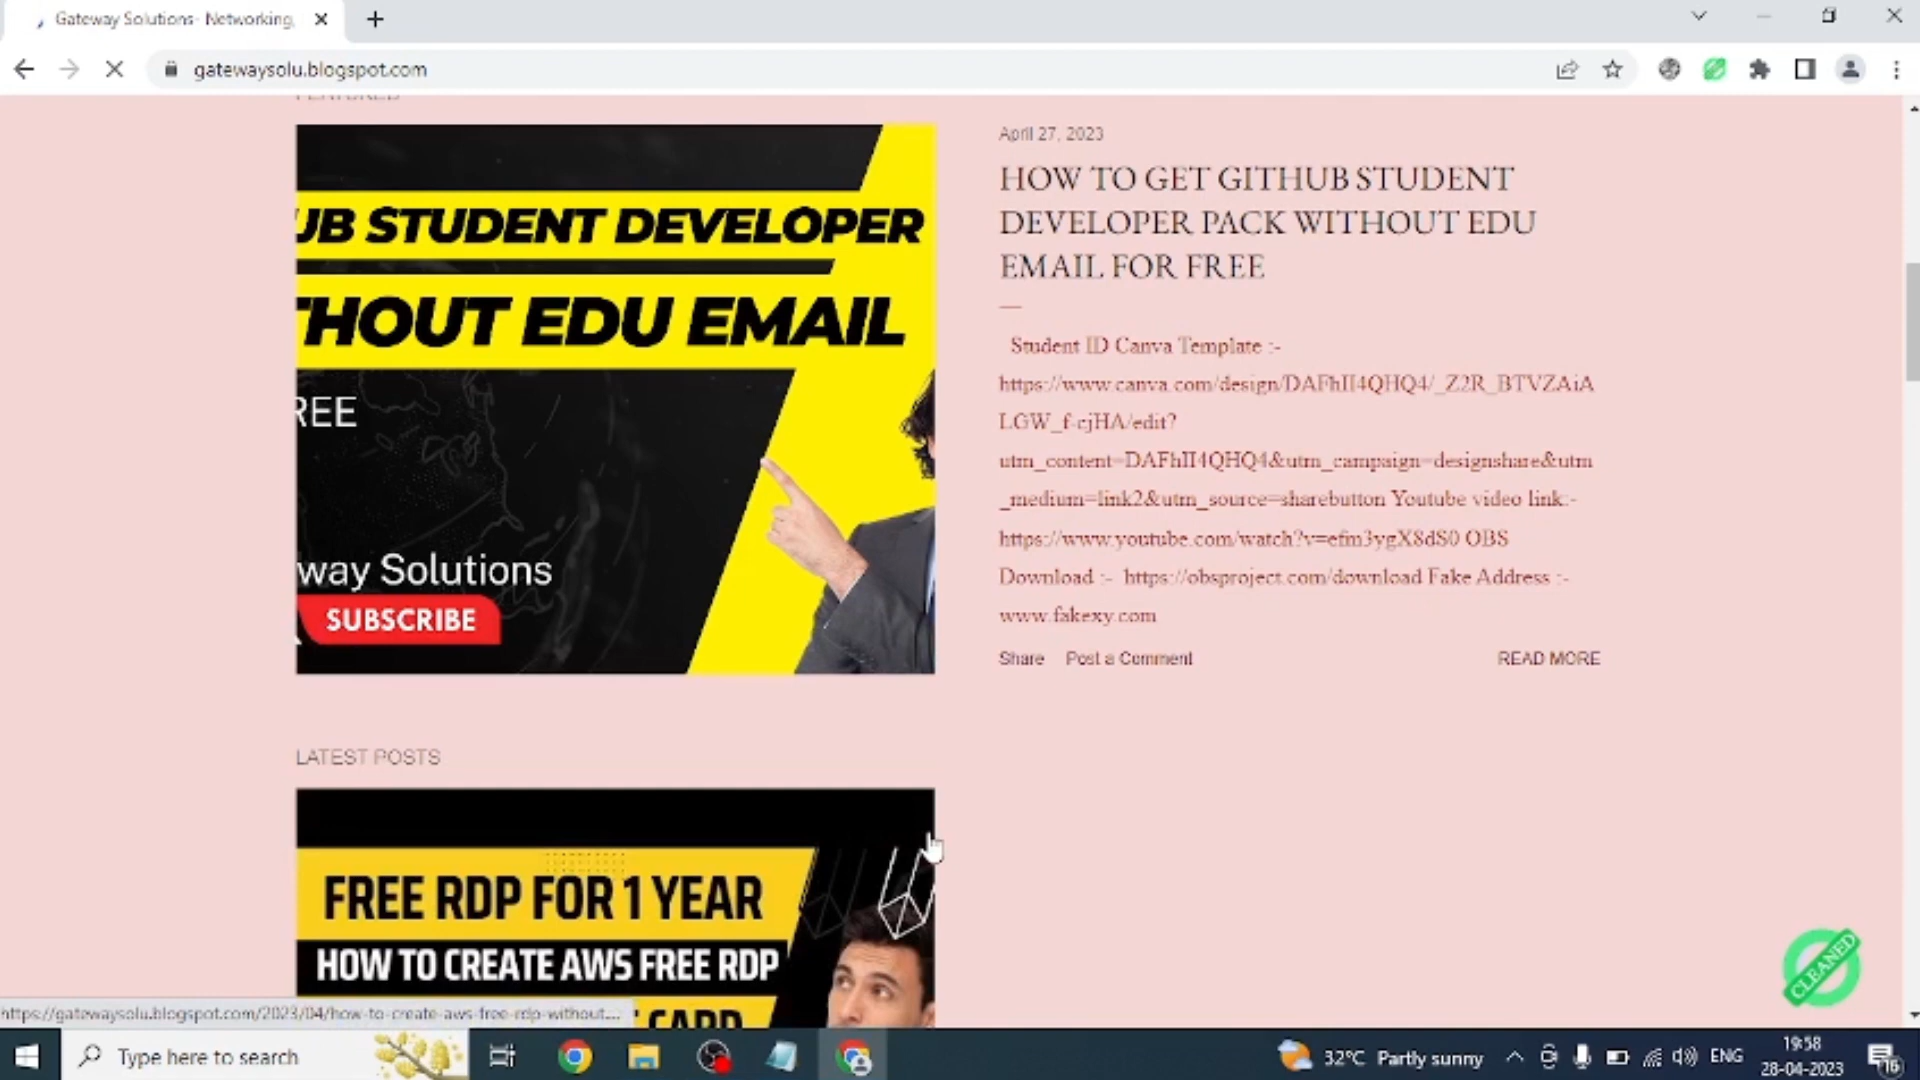 Gateway Solutions- Networking,
gatewaysolu.blogspot.com
FEATURED
UB STUDENT DEVELOPER
THOUT EDU EMAIL
REE
way Solutions
SUBSCRIBE
April 27, 2023
HOW TO GET GITHUB STUDENT
DEVELOPER PACK WITHOUT EDU
EMAIL FOR FREE
Student ID Canva Template :-
https://www.canva.com/design/DAFhII4QHQ4/_Z2R_BTVZAiA
LGW_f-cjHA/edit?
utm_content=DAFhII4QHQ4&utm_campaign=designshare&utm
_medium=link2&utm_source=sharebutton Youtube video link:-
https://www.youtube.com/watch?v=efm3ygX8dS0 OBS
Download :- https://obsproject.com/download Fake Address :-
www.fakexy.com
Share Post a Comment READ MORE
LATEST POSTS
FREE RDP FOR 1 YEAR
HOW TO CREATE AWS FREE RDP
CARD
CLEANED
https://gatewaysolu.blogspot.com/2023/04/how-to-create-aws-free-rdp-without...
Type here to search
32°C Partly sunny
ENG
19:58
28-04-2023
16